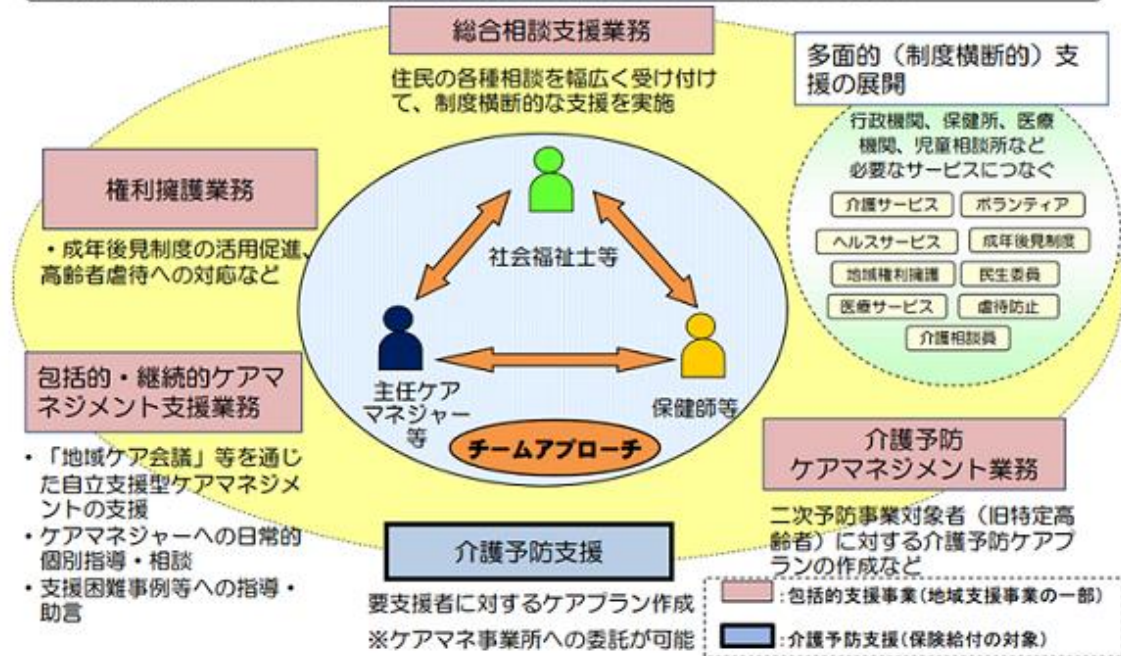 総合相談支援業務
住民の各種相談を幅広く受け付け
て、制度横断的な支援を実施
多面的（制度横断的）支
援の展開
行政機関、保健所、医療
機関、児童相談所など
必要なサービスにつなぐ
介護サービス
ボランティア
ヘルスサービス
成年後見制度
地域権利擁護
民生委員
医療サービス
虐待防止
介護相談員
権利擁護業務
・成年後見制度の活用促進、
高齢者虐待への対応など
社会福祉士等
主任ケア
マネジャー
等
保健師等
チームアプローチ
包括的・継続的ケアマ
ネジメント支援業務
・「地域ケア会議」等を通じ
た自立支援型ケアマネジメ
ントの支援
・ケアマネジャーへの日常的
個別指導・相談
・支援困難事例等への指導・
助言
介護予防
ケアマネジメント業務
二次予防事業対象者（旧特定高
齢者）に対する介護予防ケアプ
ランの作成など
介護予防支援
要支援者に対するケアプラン作成
※ケアマネ事業所への委託が可能
:包括的支援事業(地域支援事業の一部)
:介護予防支援(保険給付の対象)